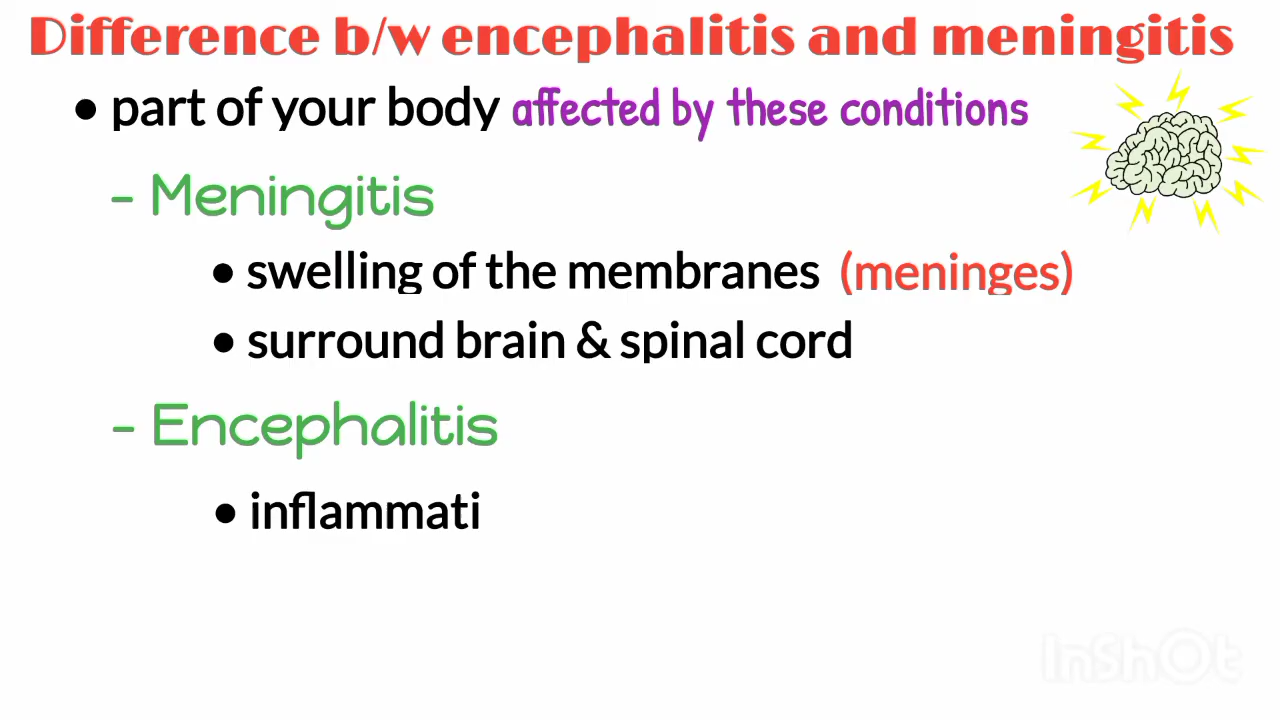 Difference b/w encephalitis and meningitis
• part of your body affected by these conditions
- Meningitis
• swelling of the membranes (meninges)
• surround brain & spinal cord
- Encephalitis
• inflammati
InShOt